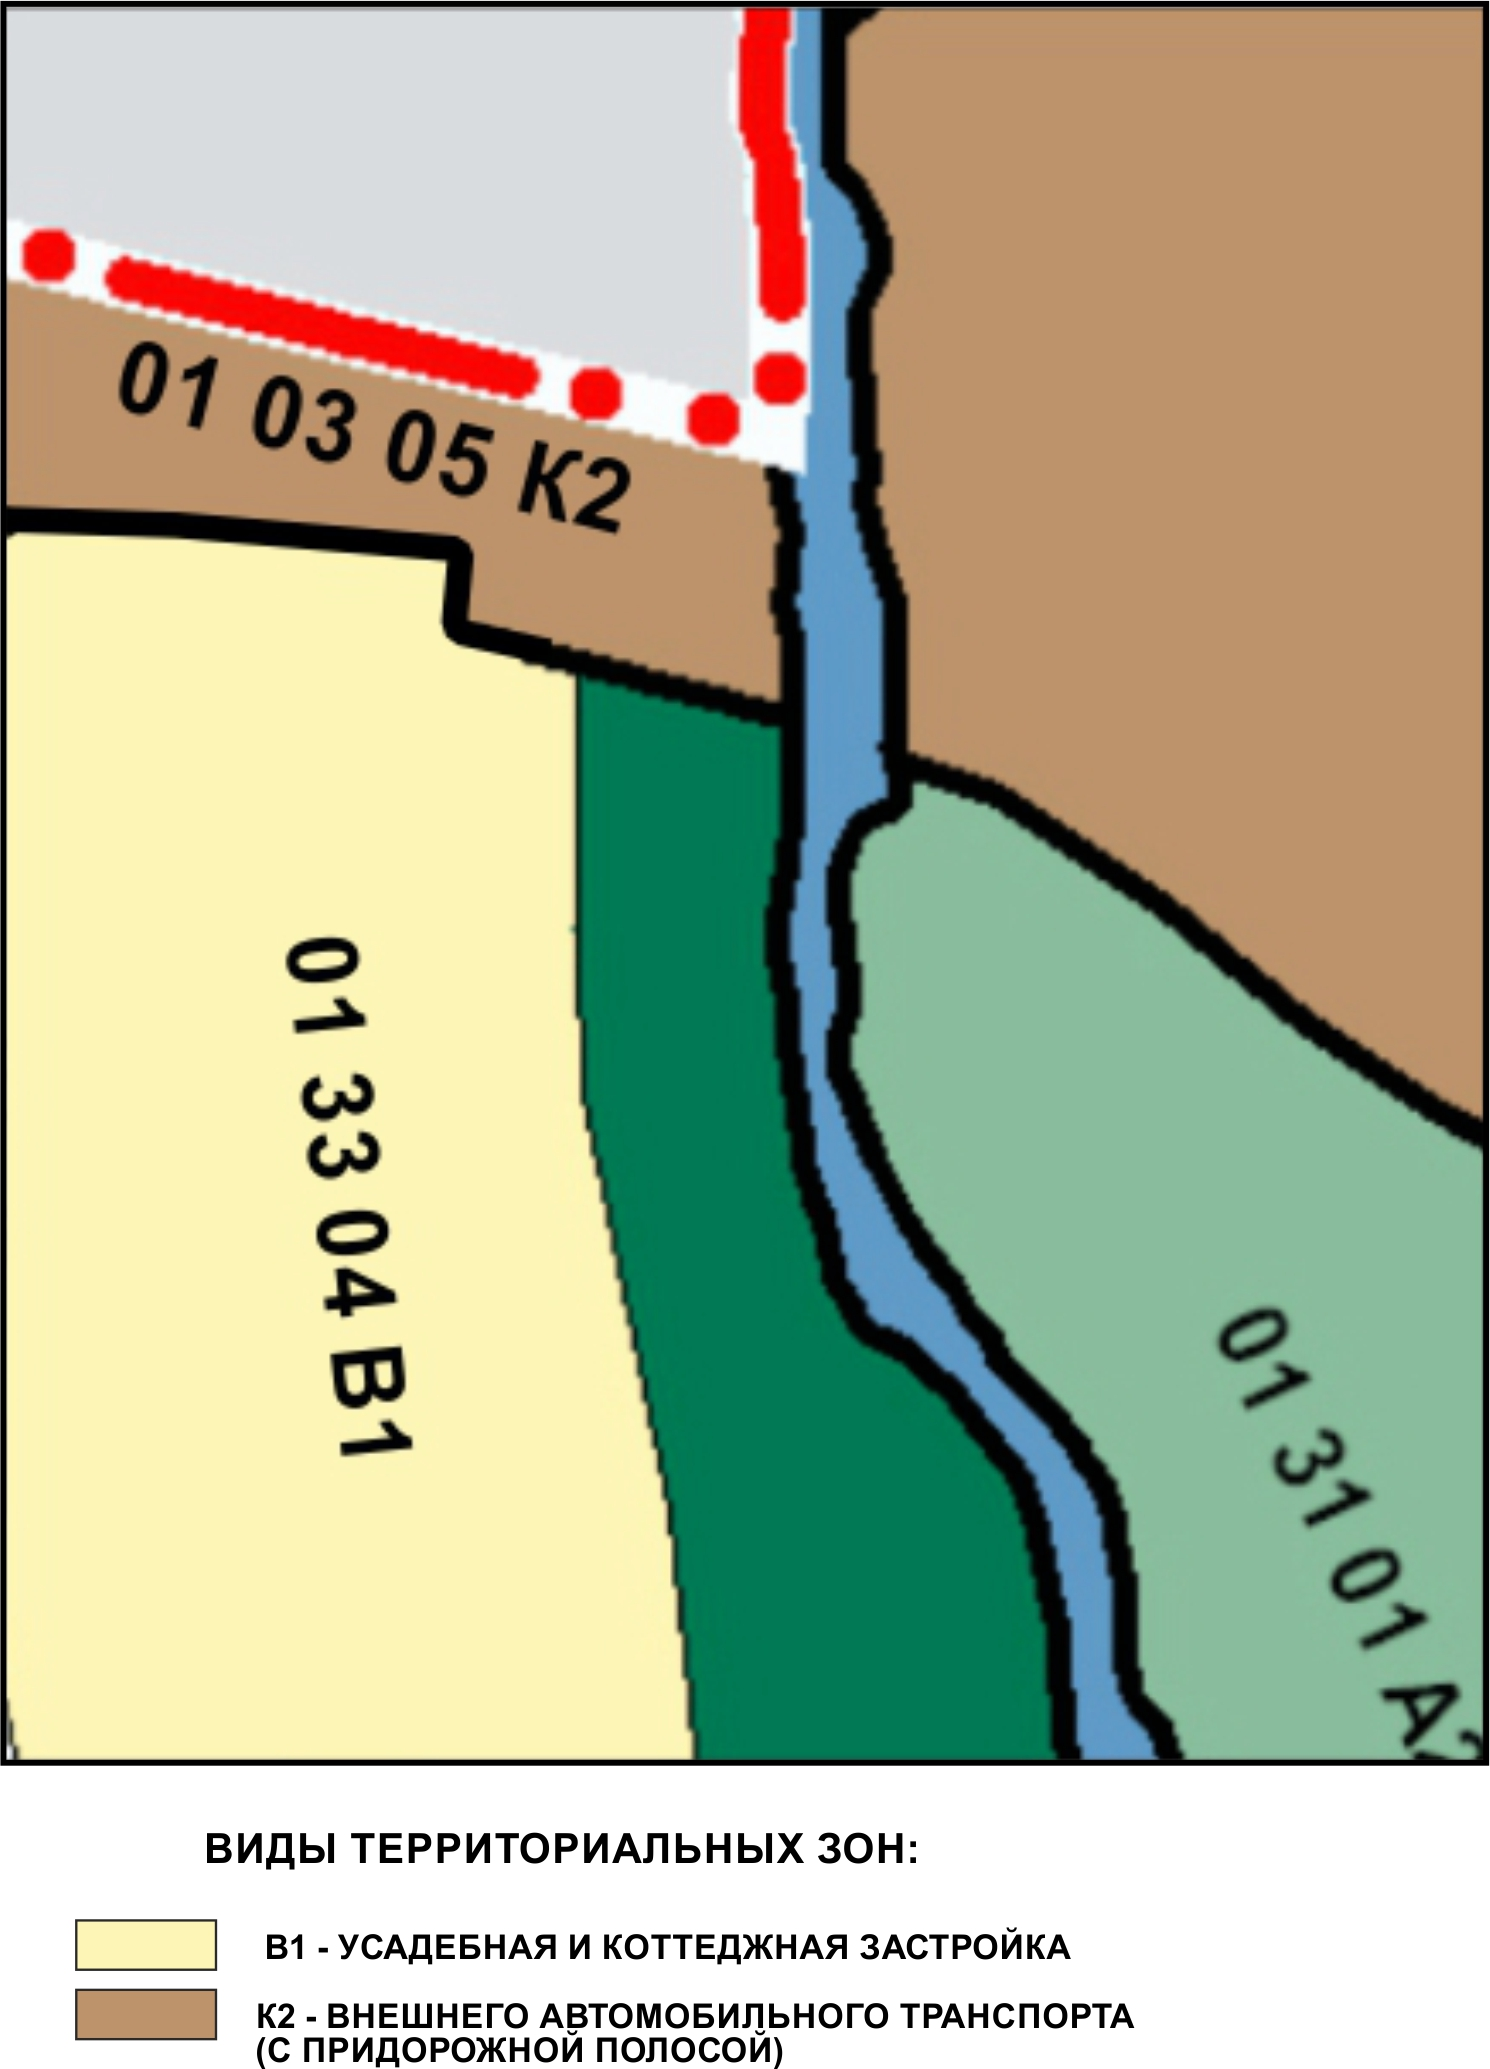 01 03 05 К2
01 33 04 В1
01 31 01 А2
ВИДЫ ТЕРРИТОРИАЛЬНЫХ ЗОН:
В1 - УСАДЕБНАЯ И КОТТЕДЖНАЯ ЗАСТРОЙКА
К2 - ВНЕШНЕГО АВТОМОБИЛЬНОГО ТРАНСПОРТА
(С ПРИДОРОЖНОЙ ПОЛОСОЙ)